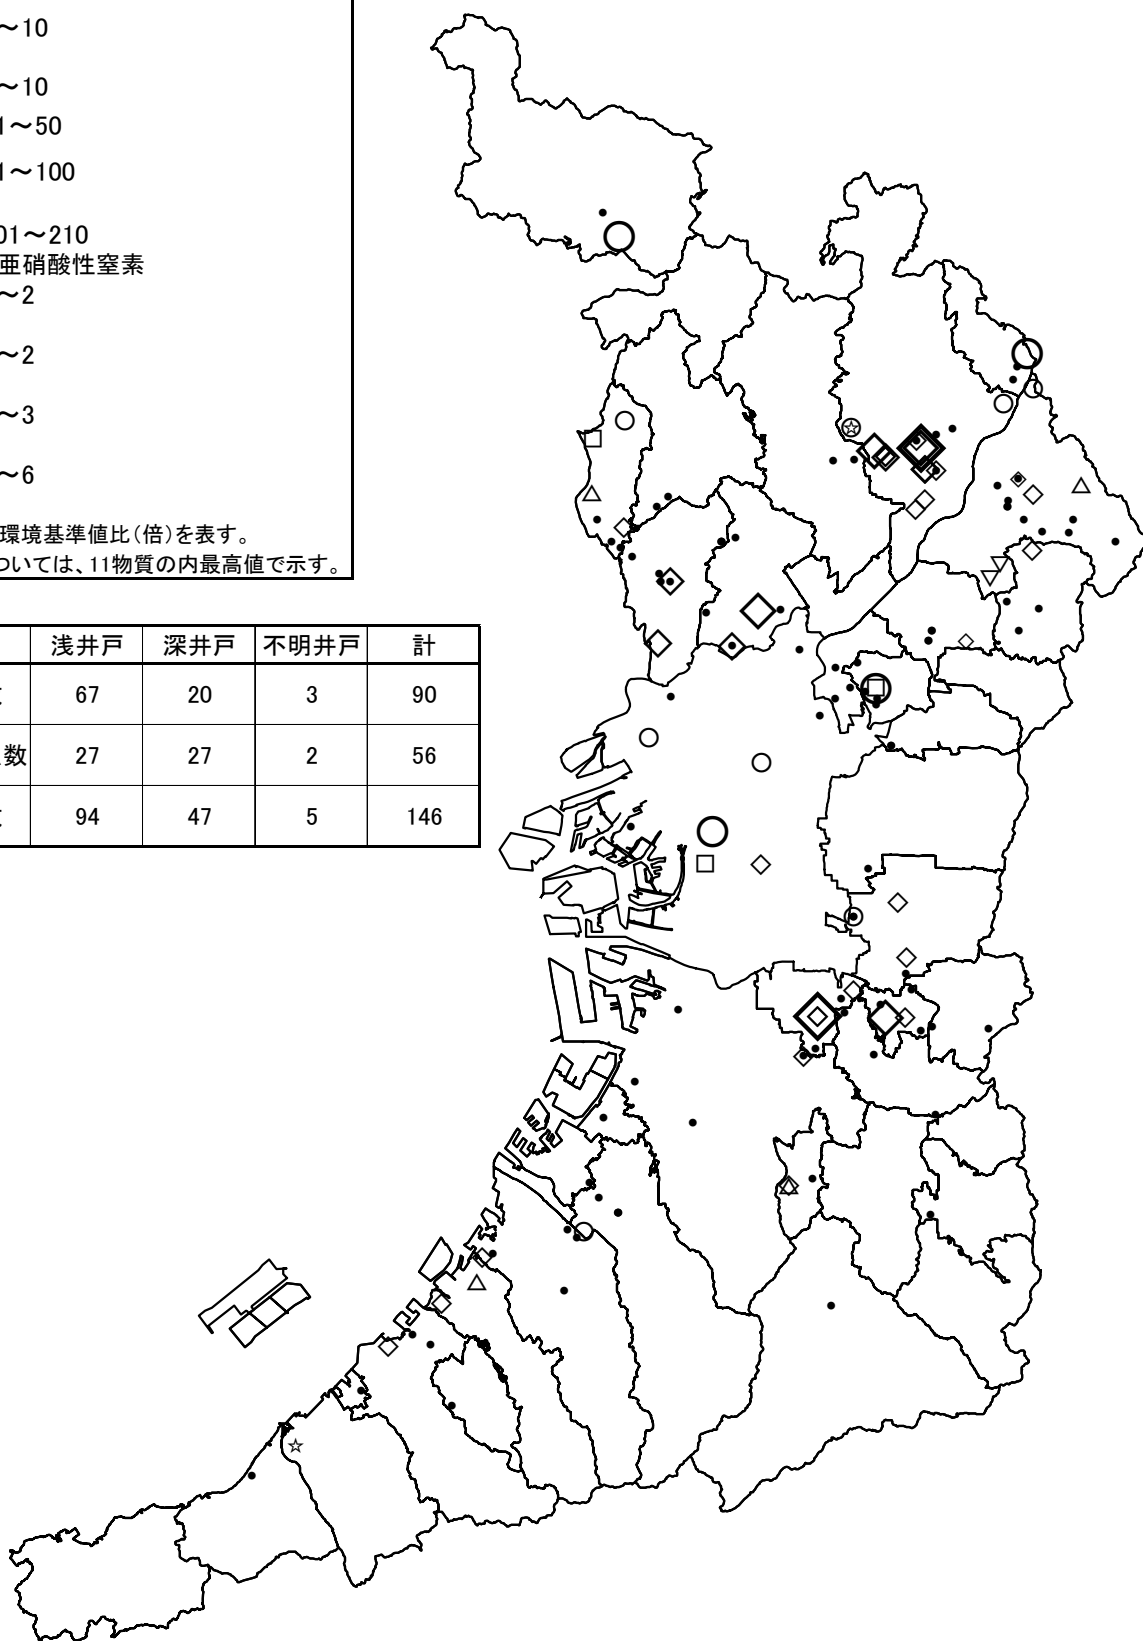 ～10
～10
1～50
1～100
01～210
亜硝酸性窒素
～2
～2
～3
～6
環境基準値比(倍)を表す。
ついては、11物質の内最高値で示す。
浅井戸 深井戸 不明井戸 計
67 20 3 90
数 27 27 2 56
94 47 5 146